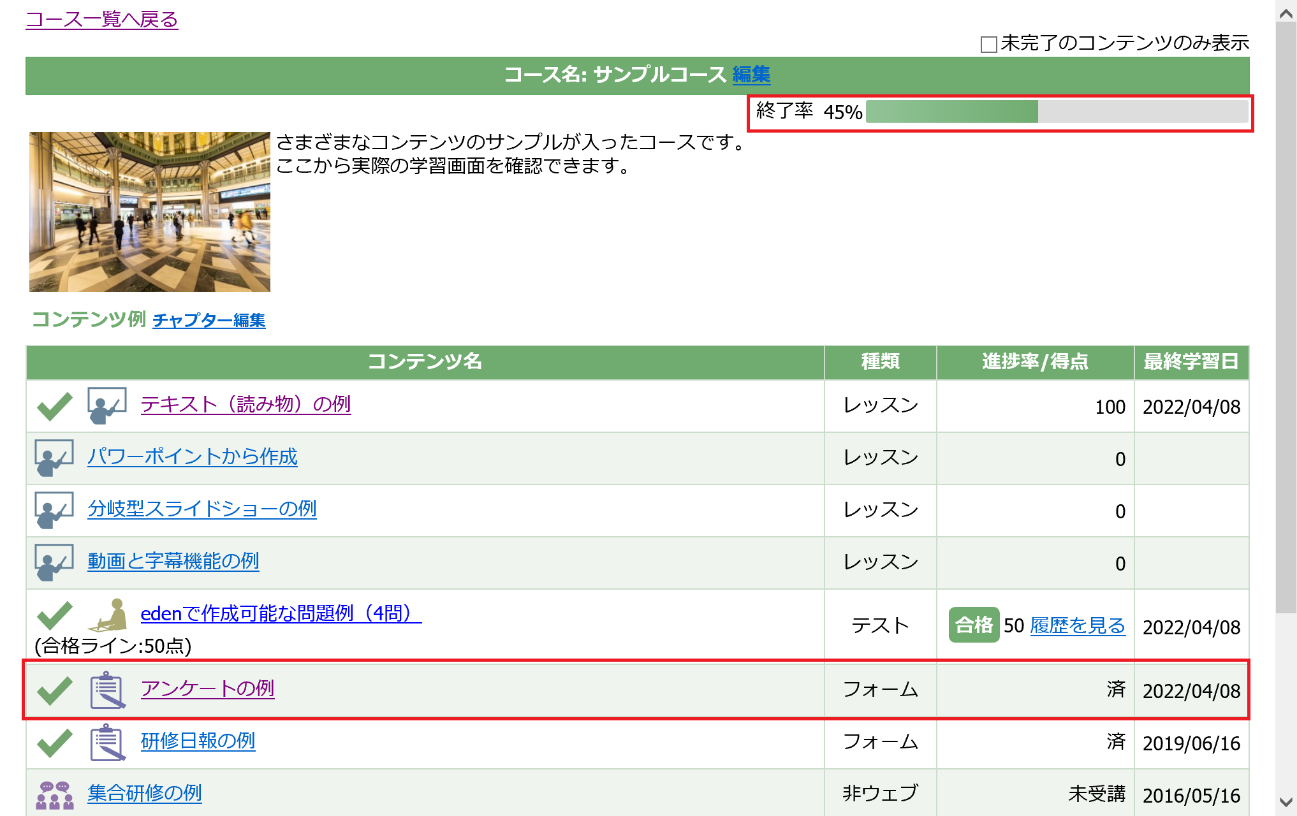 コース一覧へ戻る
未完了のコンテンツのみ表示
コース名: サンプルコース 編集
終了率 45%
さまざまなコンテンツのサンプルが入ったコースです。
ここから実際の学習画面を確認できます。
コンテンツ例 チャプター編集
コンテンツ名 種類 進捗率/得点 最終学習日
テキスト（読み物）の例 レッスン 100 2022/04/08
パワーポイントから作成 レッスン 0
分岐型スライドショーの例 レッスン 0
動画と字幕機能の例 レッスン 0
edenで作成可能な問題例（4問） テスト 合格 50 履歴を見る 2022/04/08
(合格ライン:50点)
アンケートの例 フォーム 済 2022/04/08
研修日報の例 フォーム 済 2019/06/16
集合研修の例 非ウェブ 未受講 2016/05/16